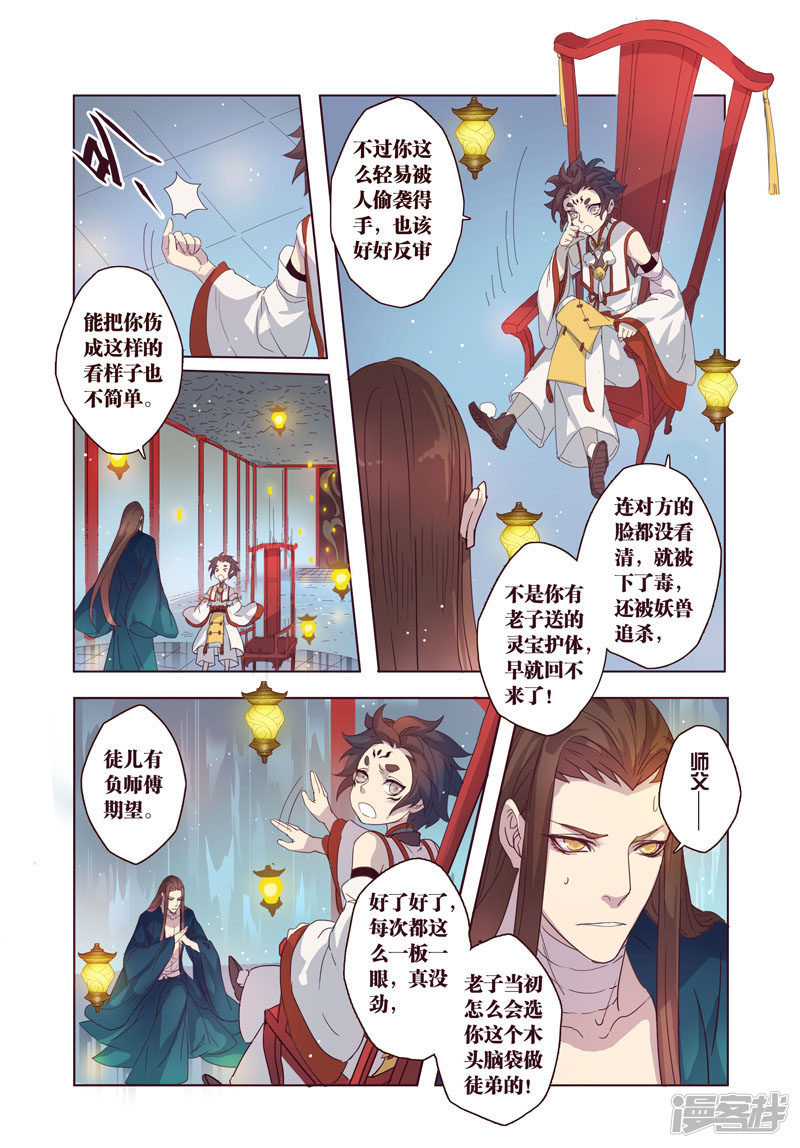 能把你伤
成这样的
看样子也
不简单。
不过你这
么轻易被
人偷袭得
手，也该
好好反审
连对方的
脸都没看
清，就被
下了毒，
还被妖兽
追杀，
不是你有
老子送的
灵宝护体，
早就回不
来了！
徒儿有
负师傅
期望。
好了好了，
每次都这
么一板一
眼，真没
劲，
师父——
老子当初
怎么会选
你这个木
头脑袋做
徒弟的！
漫客栈